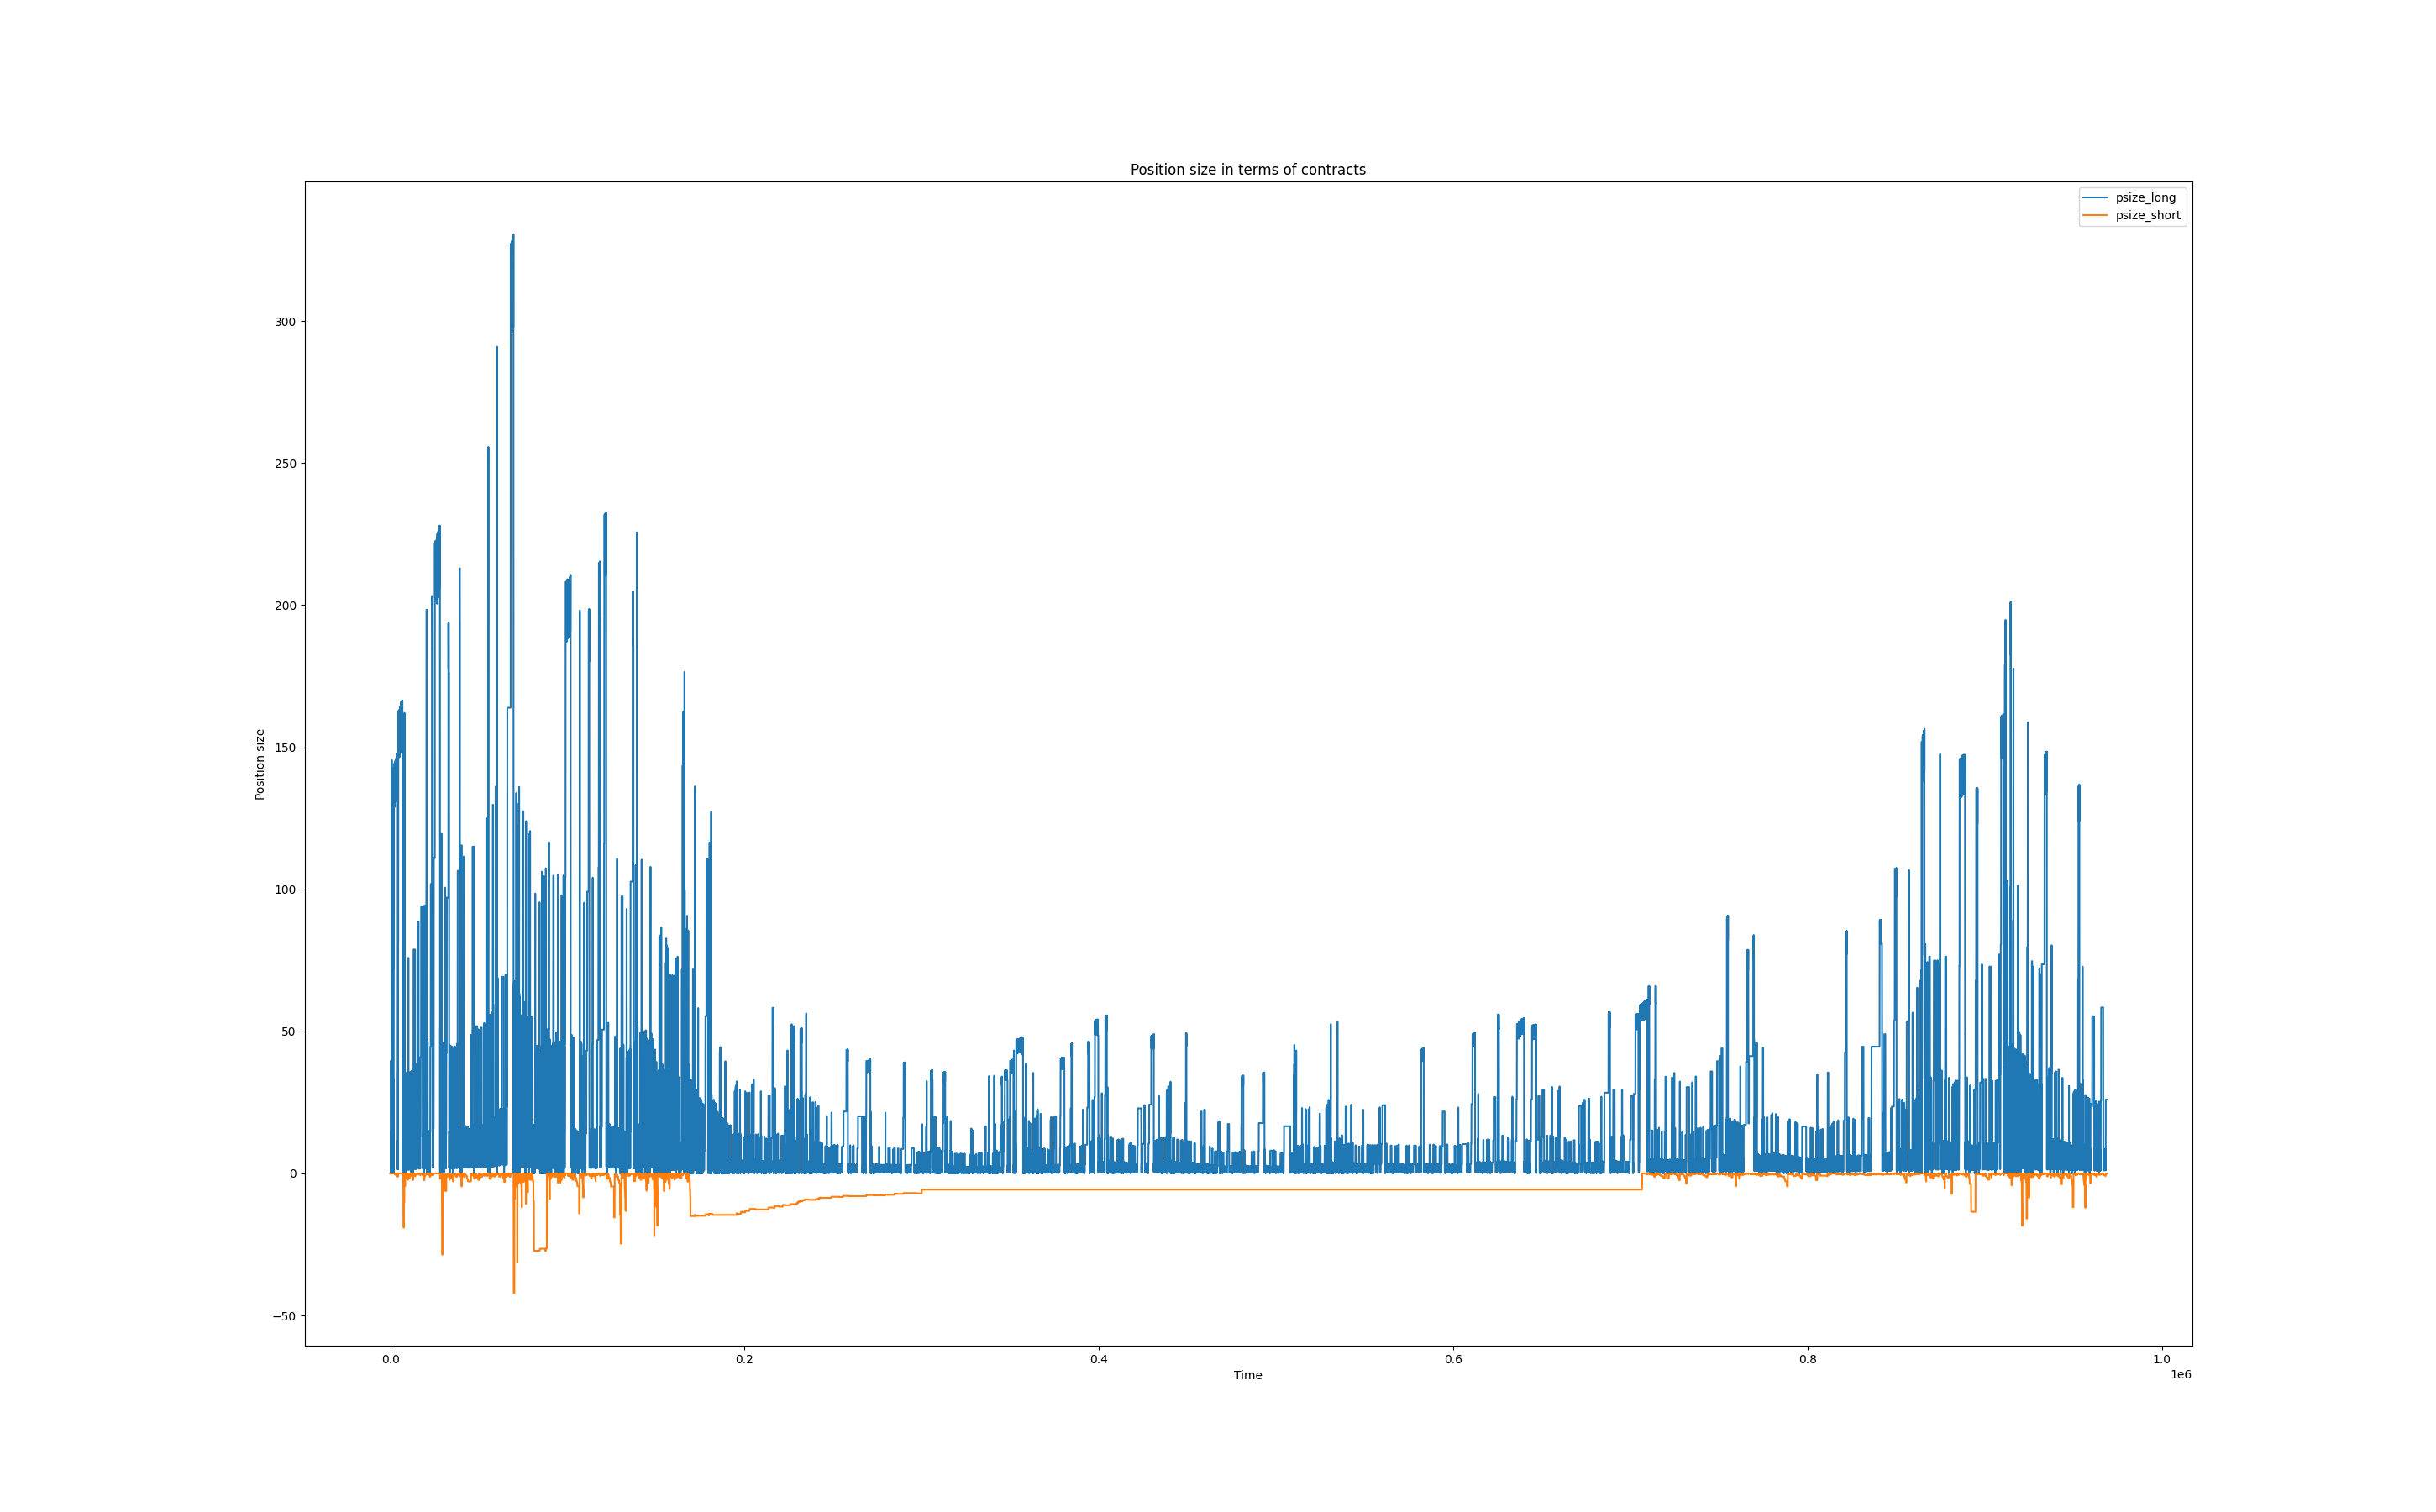 Position size in terms of contracts
psize_long
psize_short
Position size
300
250
200
150
100
50
0
−50
0.0
0.2
0.4
0.6
0.8
1.0
Time
1e6